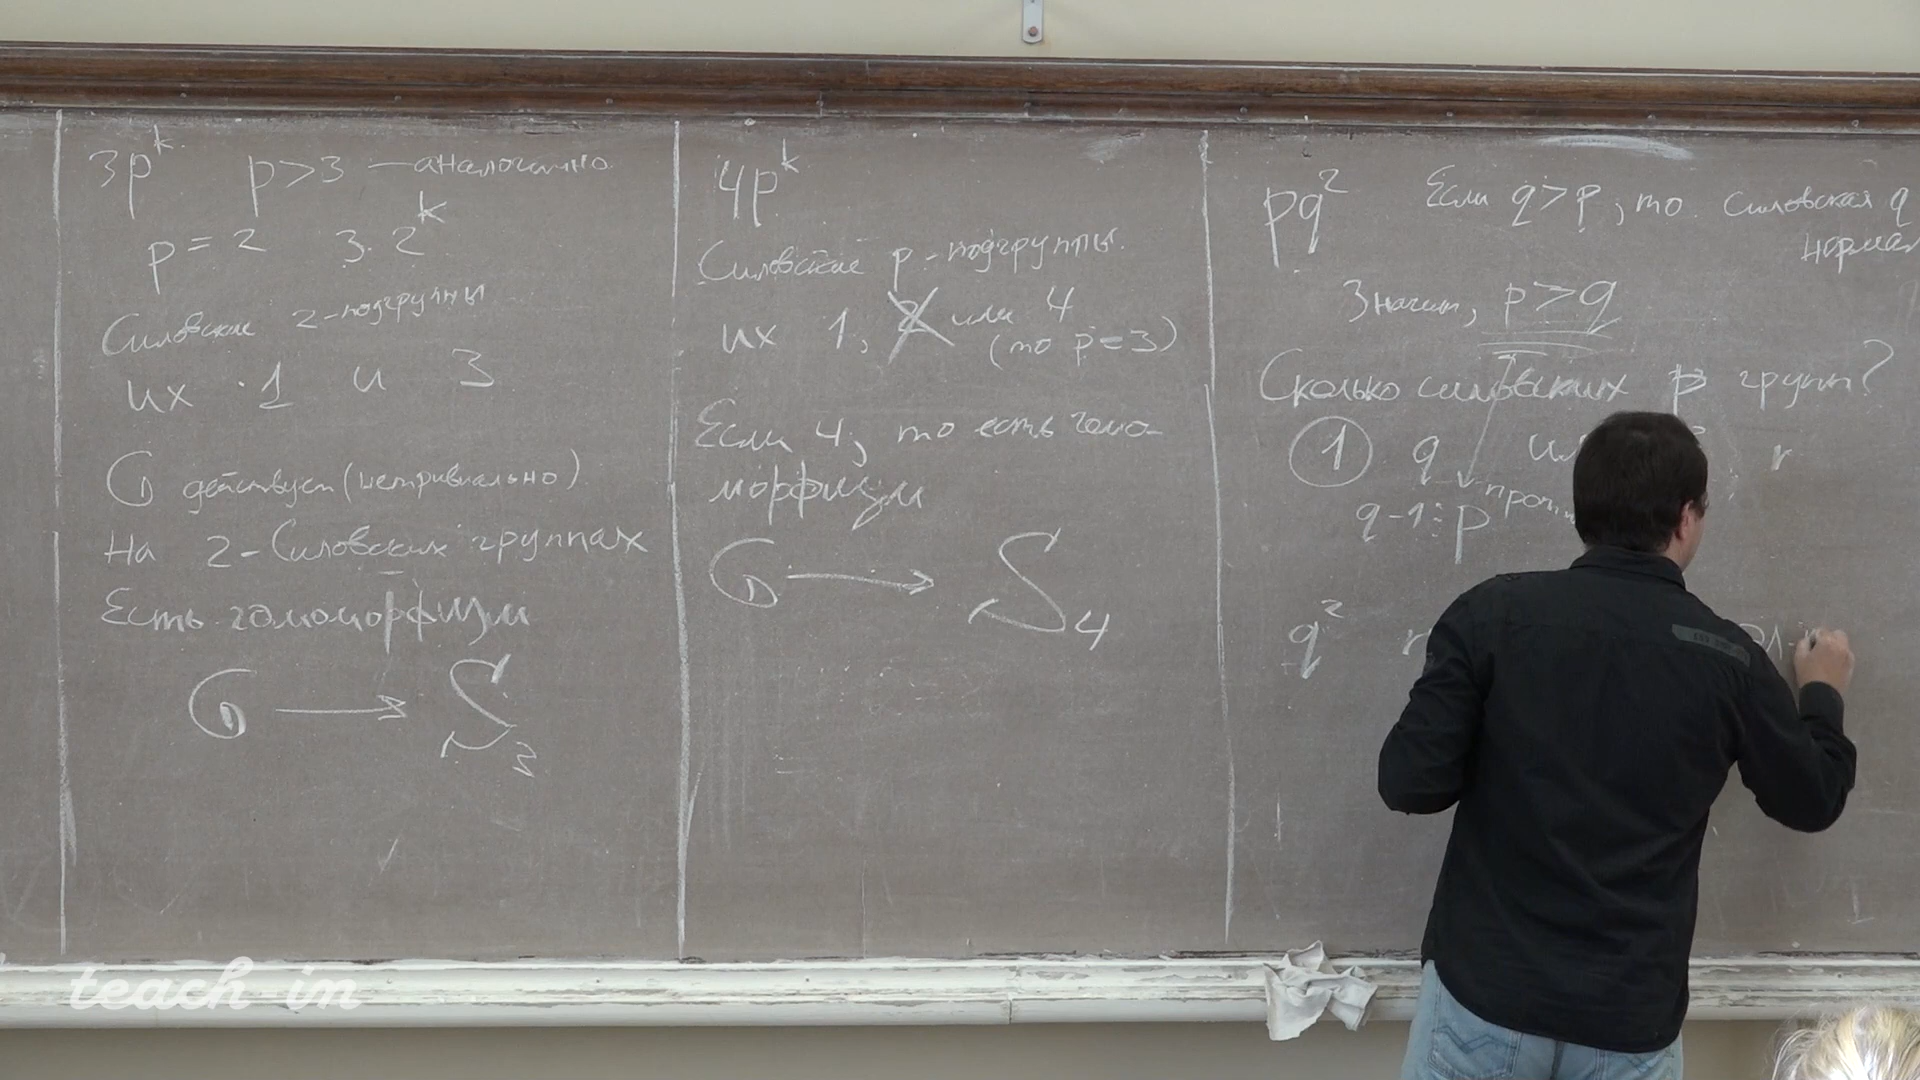 3p^k p>3 — аналогично
p = 2 3·2^k
Силовские 2-подгруппы
их 1 и 3
G действует (нетривиально)
на 2-Силовских группах
Есть гомоморфизм
G → S_3
4p^k
Силовские p-подгруппы.
их 1, 2 или 4
(то p=3)
Если 4, то есть гомо-
морфизм
G → S_4
pq^2 Если q>p, то Силовская q
нормал
Значит, p>q
Сколько силовских p групп?
1 q
q-1⋮p
q^2
teach-in